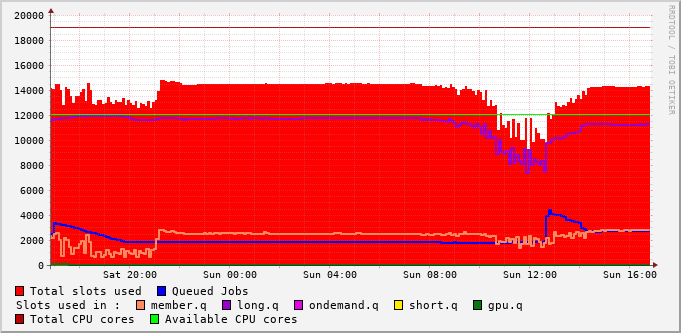 20000
18000
16000
14000
12000
10000
8000
6000
4000
2000
0
Sat 20:00 Sun 00:00 Sun 04:00 Sun 08:00 Sun 12:00 Sun 16:00
Total slots used Queued Jobs
Slots used in : member.q long.q ondemand.q short.q gpu.q
Total CPU cores Available CPU cores
RRDTOOL / TOBI OETIKER